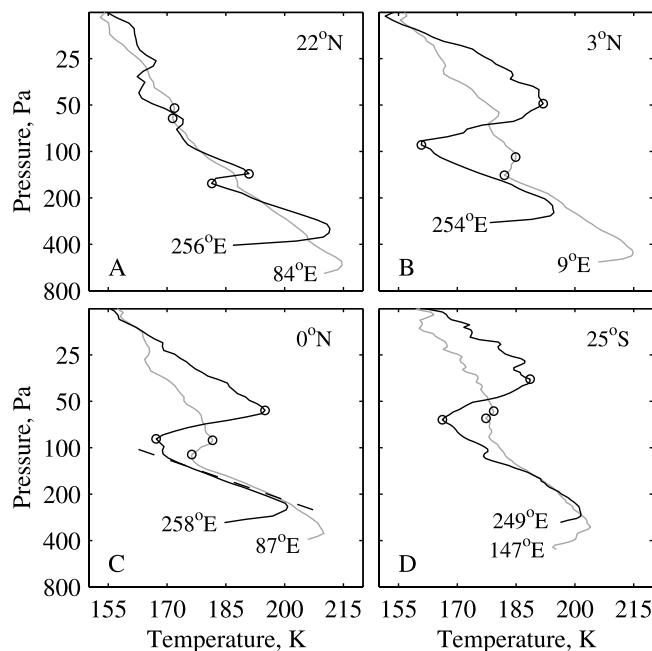 22°N
3°N
25
50
100
200
400
800
Pressure, Pa
256°E
84°E
A
254°E
9°E
B
0°N
25°S
25
50
100
200
400
800
Pressure, Pa
258°E
87°E
C
249°E
147°E
D
155 170 185 200 215
155 170 185 200 215
Temperature, K
Temperature, K